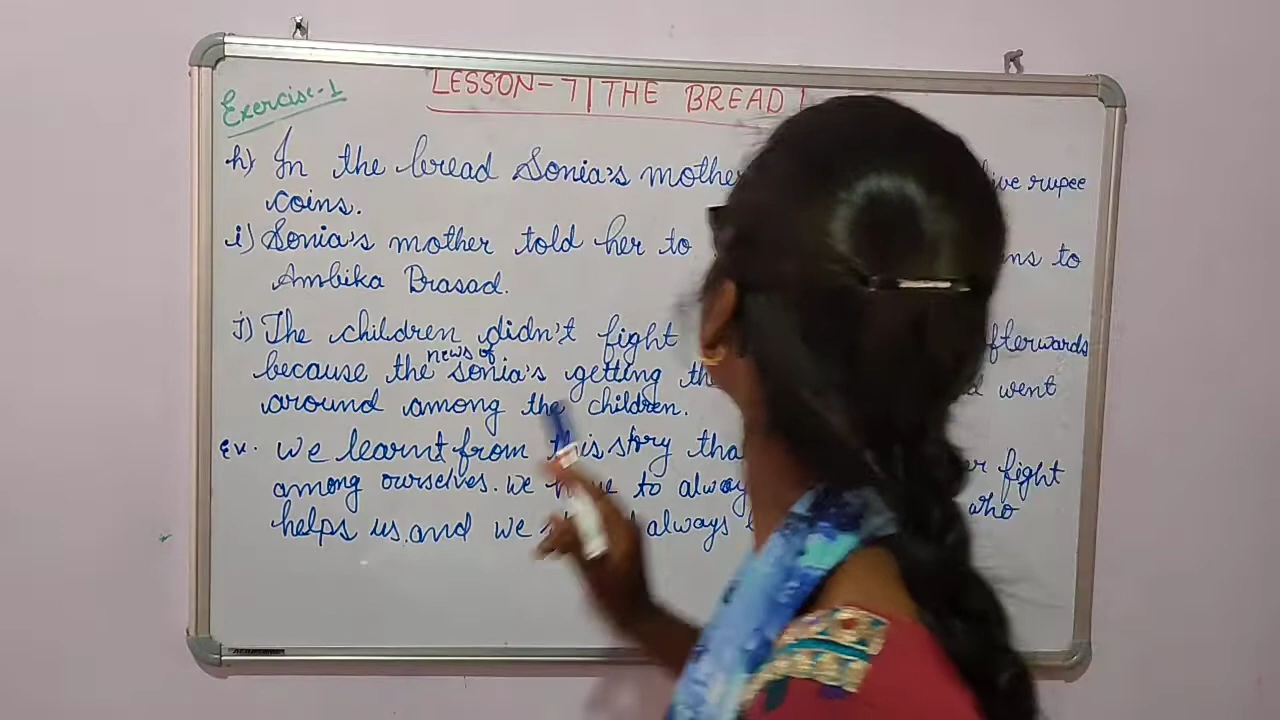 Exercise-1
LESSON-7 | THE BREAD
h) In the bread Sonia's mother rupee
coins.
i) Sonia's mother told her to to
Ambika Prasad.
j) The children didn't fight afterwards
because the news of Sonia's getting the went
around among the children.
Ex. We learnt from this story that fight
among ourselves. we have to always
helps us, and we should always who